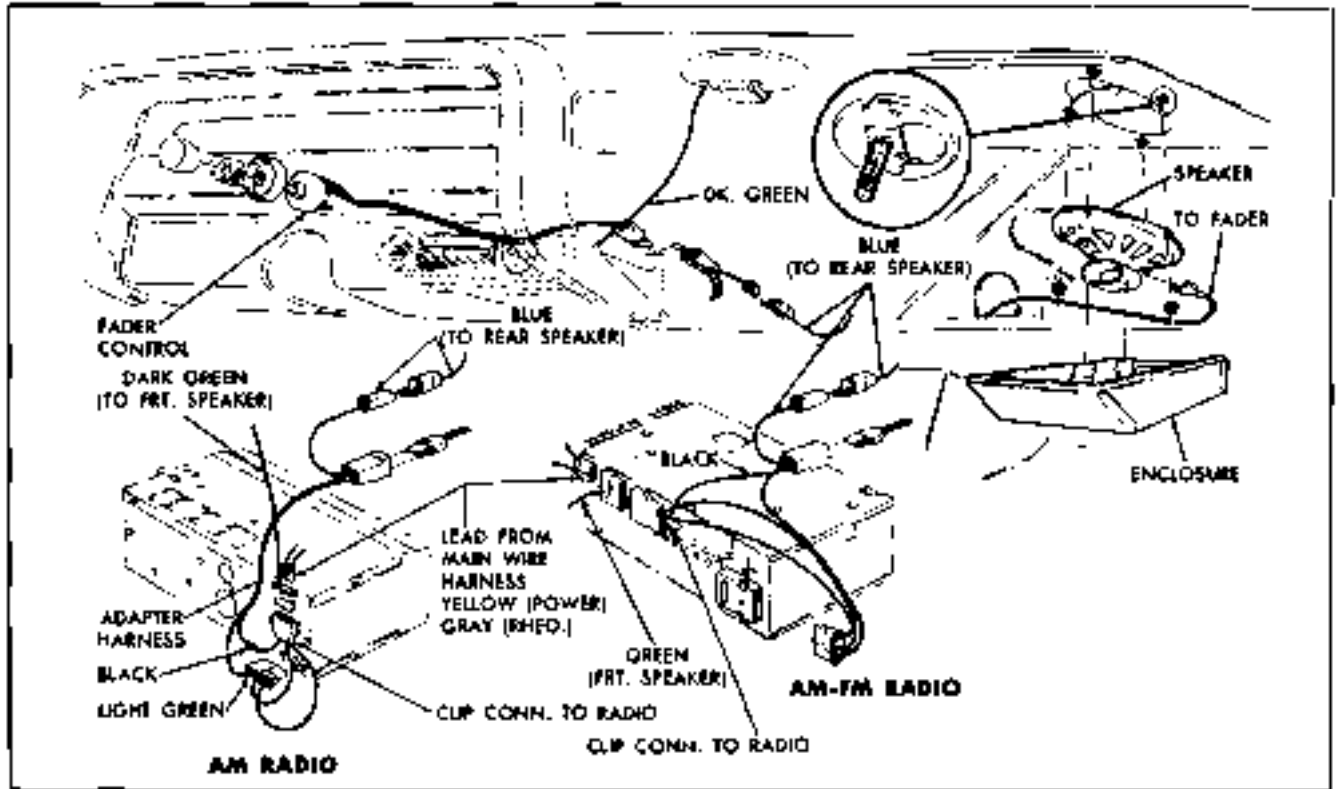 DK. GREEN
SPEAKER
TO FADER
BLUE
(TO REAR SPEAKER)
FADER
CONTROL
BLUE
(TO REAR SPEAKER)
DARK GREEN
(TO FRT. SPEAKER)
BLACK
ENCLOSURE
LEAD FROM
MAIN WIRE
HARNESS
YELLOW (POWER)
GRAY (RHEO.)
ADAPTER
HARNESS
BLACK
LIGHT GREEN
GREEN
(FRT. SPEAKER)
AM-FM RADIO
CLIP CONN. TO RADIO
CLIP CONN. TO RADIO
AM RADIO